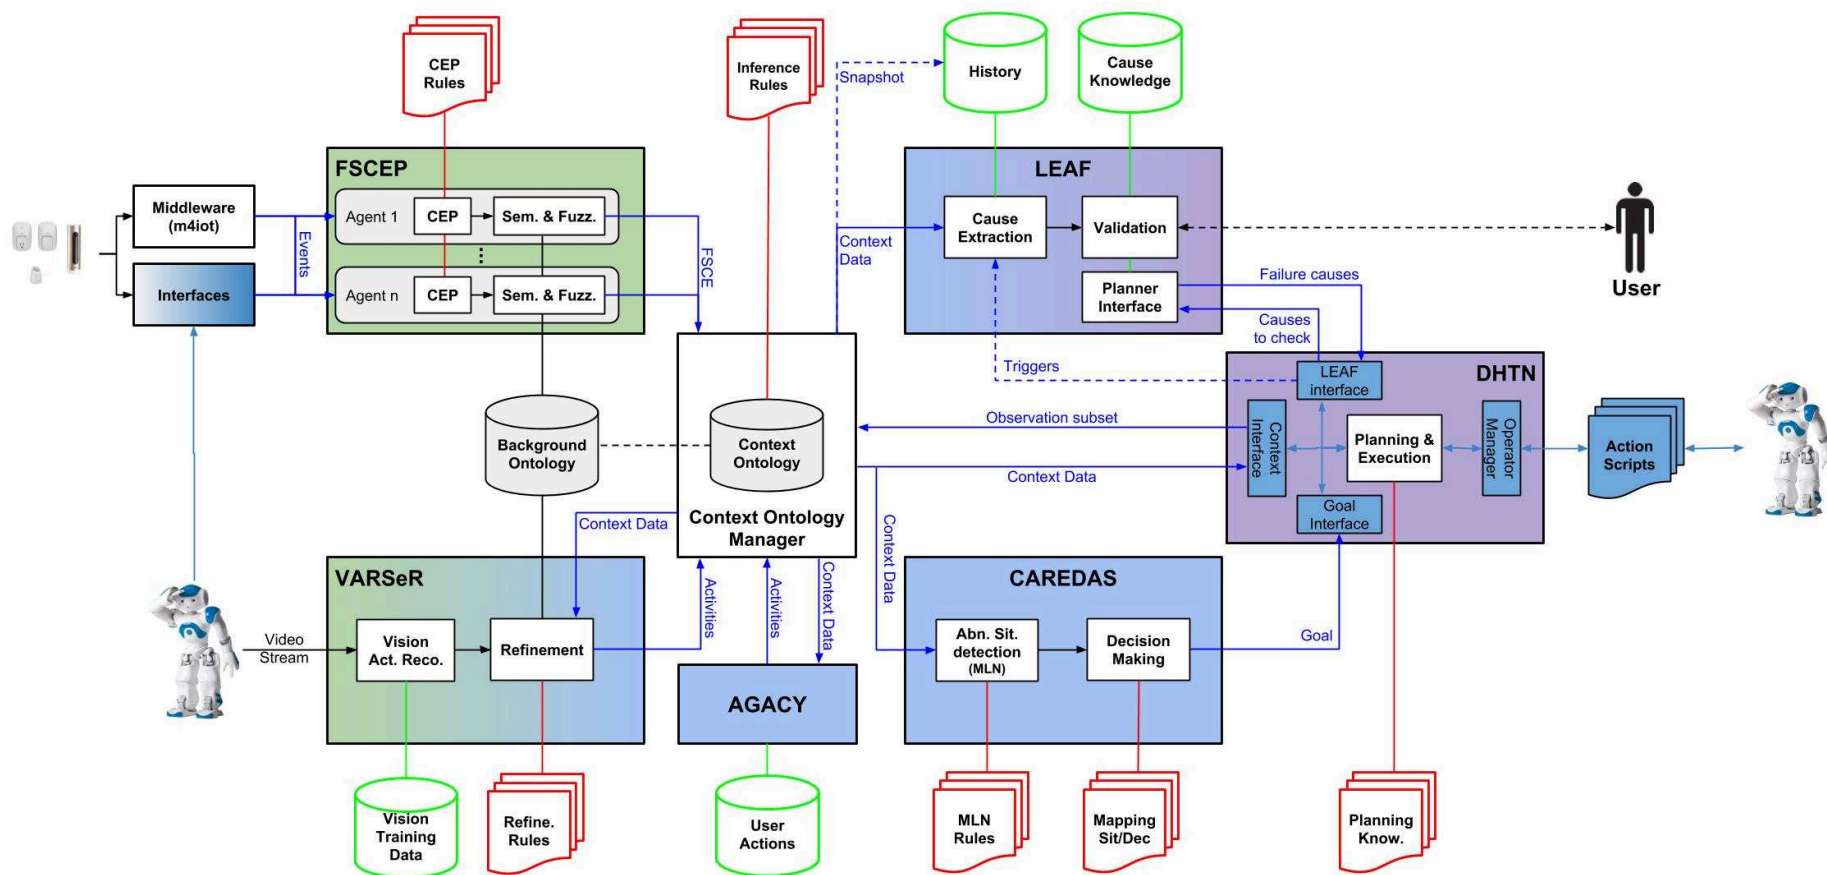 CEP
Rules
Inference
Rules
Snapshot
History
Cause
Knowledge
FSCEP
LEAF
Middleware
(m4iot)
Interfaces
Events
Agent 1
CEP
Sem. & Fuzz.
...
Agent n
CEP
Sem. & Fuzz.
FSCE
Context
Data
Cause
Extraction
Validation
Planner
Interface
Failure causes
Causes
to check
Triggers
User
DHTN
LEAF
interface
Context
Interface
Planning &
Execution
Operator
Manager
Goal
Interface
Action
Scripts
Observation subset
Context Data
Background
Ontology
Context
Ontology
Context Ontology
Manager
Context Data
Activities
Activities
Context Data
Context Data
VARSeR
Video
Stream
Vision
Act. Reco.
Refinement
AGACY
CAREDAS
Abn. Sit.
detection
(MLN)
Decision
Making
Goal
Vision
Training
Data
Refine.
Rules
User
Actions
MLN
Rules
Mapping
Sit/Dec
Planning
Know.